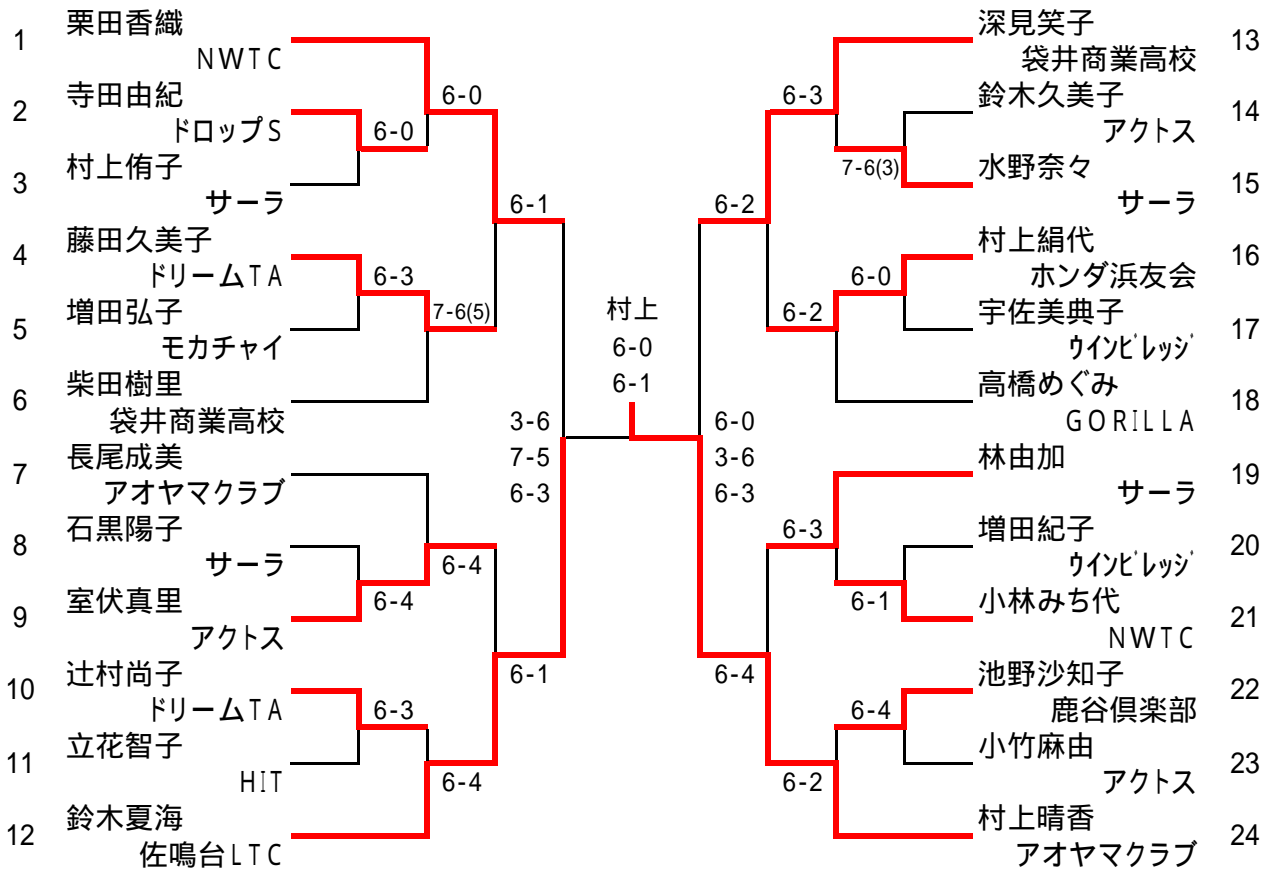 1
栗田香織
NWTC
2
寺田由紀
ドロップS
3
村上侑子
サーラ
4
藤田久美子
ドリームTA
5
増田弘子
モカチャイ
6
柴田樹里
袋井商業高校
7
長尾成美
アオヤマクラブ
8
石黒陽子
サーラ
9
室伏真里
アクトス
10
辻村尚子
ドリームTA
11
立花智子
HIT
12
鈴木夏海
佐鳴台LTC
6-0
6-0
6-1
6-3
7-6(5)
6-4
6-4
6-1
6-3
6-4
3-6
7-5
6-3
村上
6-0
6-1
6-0
3-6
6-3
6-3
7-6(3)
6-2
6-0
6-2
6-3
6-1
6-4
6-4
6-2
深見笑子
袋井商業高校
13
鈴木久美子
アクトス
14
水野奈々
サーラ
15
村上絹代
ホンダ浜友会
16
宇佐美典子
ウインビレッジ
17
高橋めぐみ
GORILLA
18
林由加
サーラ
19
増田紀子
ウインビレッジ
20
小林みち代
NWTC
21
池野沙知子
鹿谷倶楽部
22
小竹麻由
アクトス
23
村上晴香
アオヤマクラブ
24